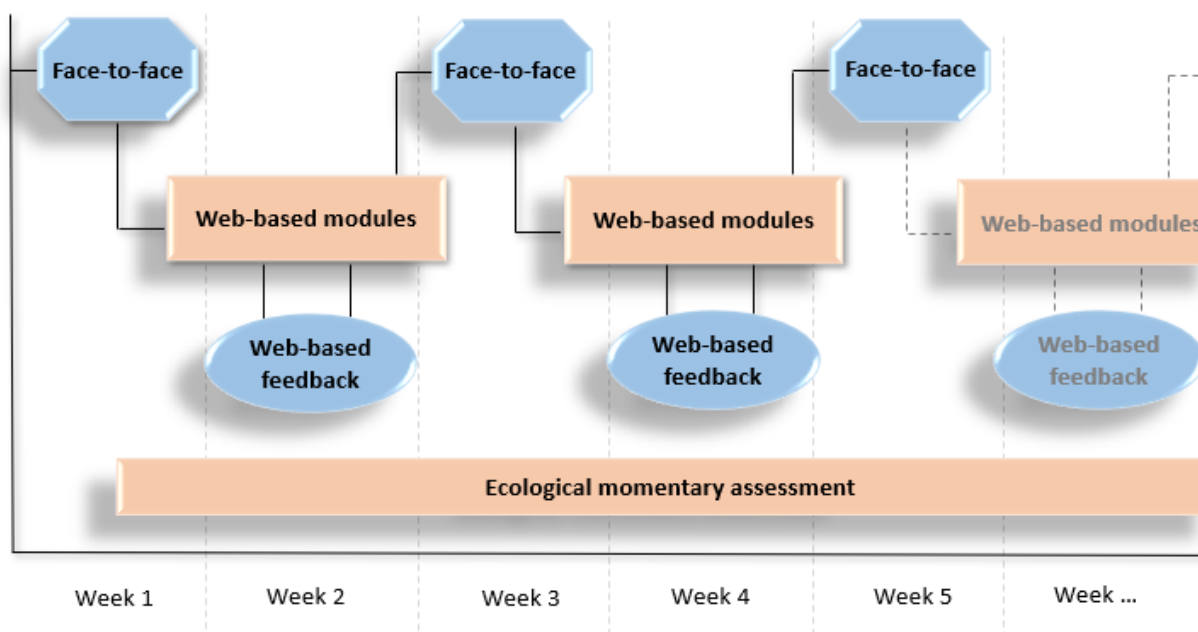 Face-to-face
Face-to-face
Face-to-face
Web-based modules
Web-based modules
Web-based modules
Web-based
feedback
Web-based
feedback
Web-based
feedback
Ecological momentary assessment
Week 1
Week 2
Week 3
Week 4
Week 5
Week ...